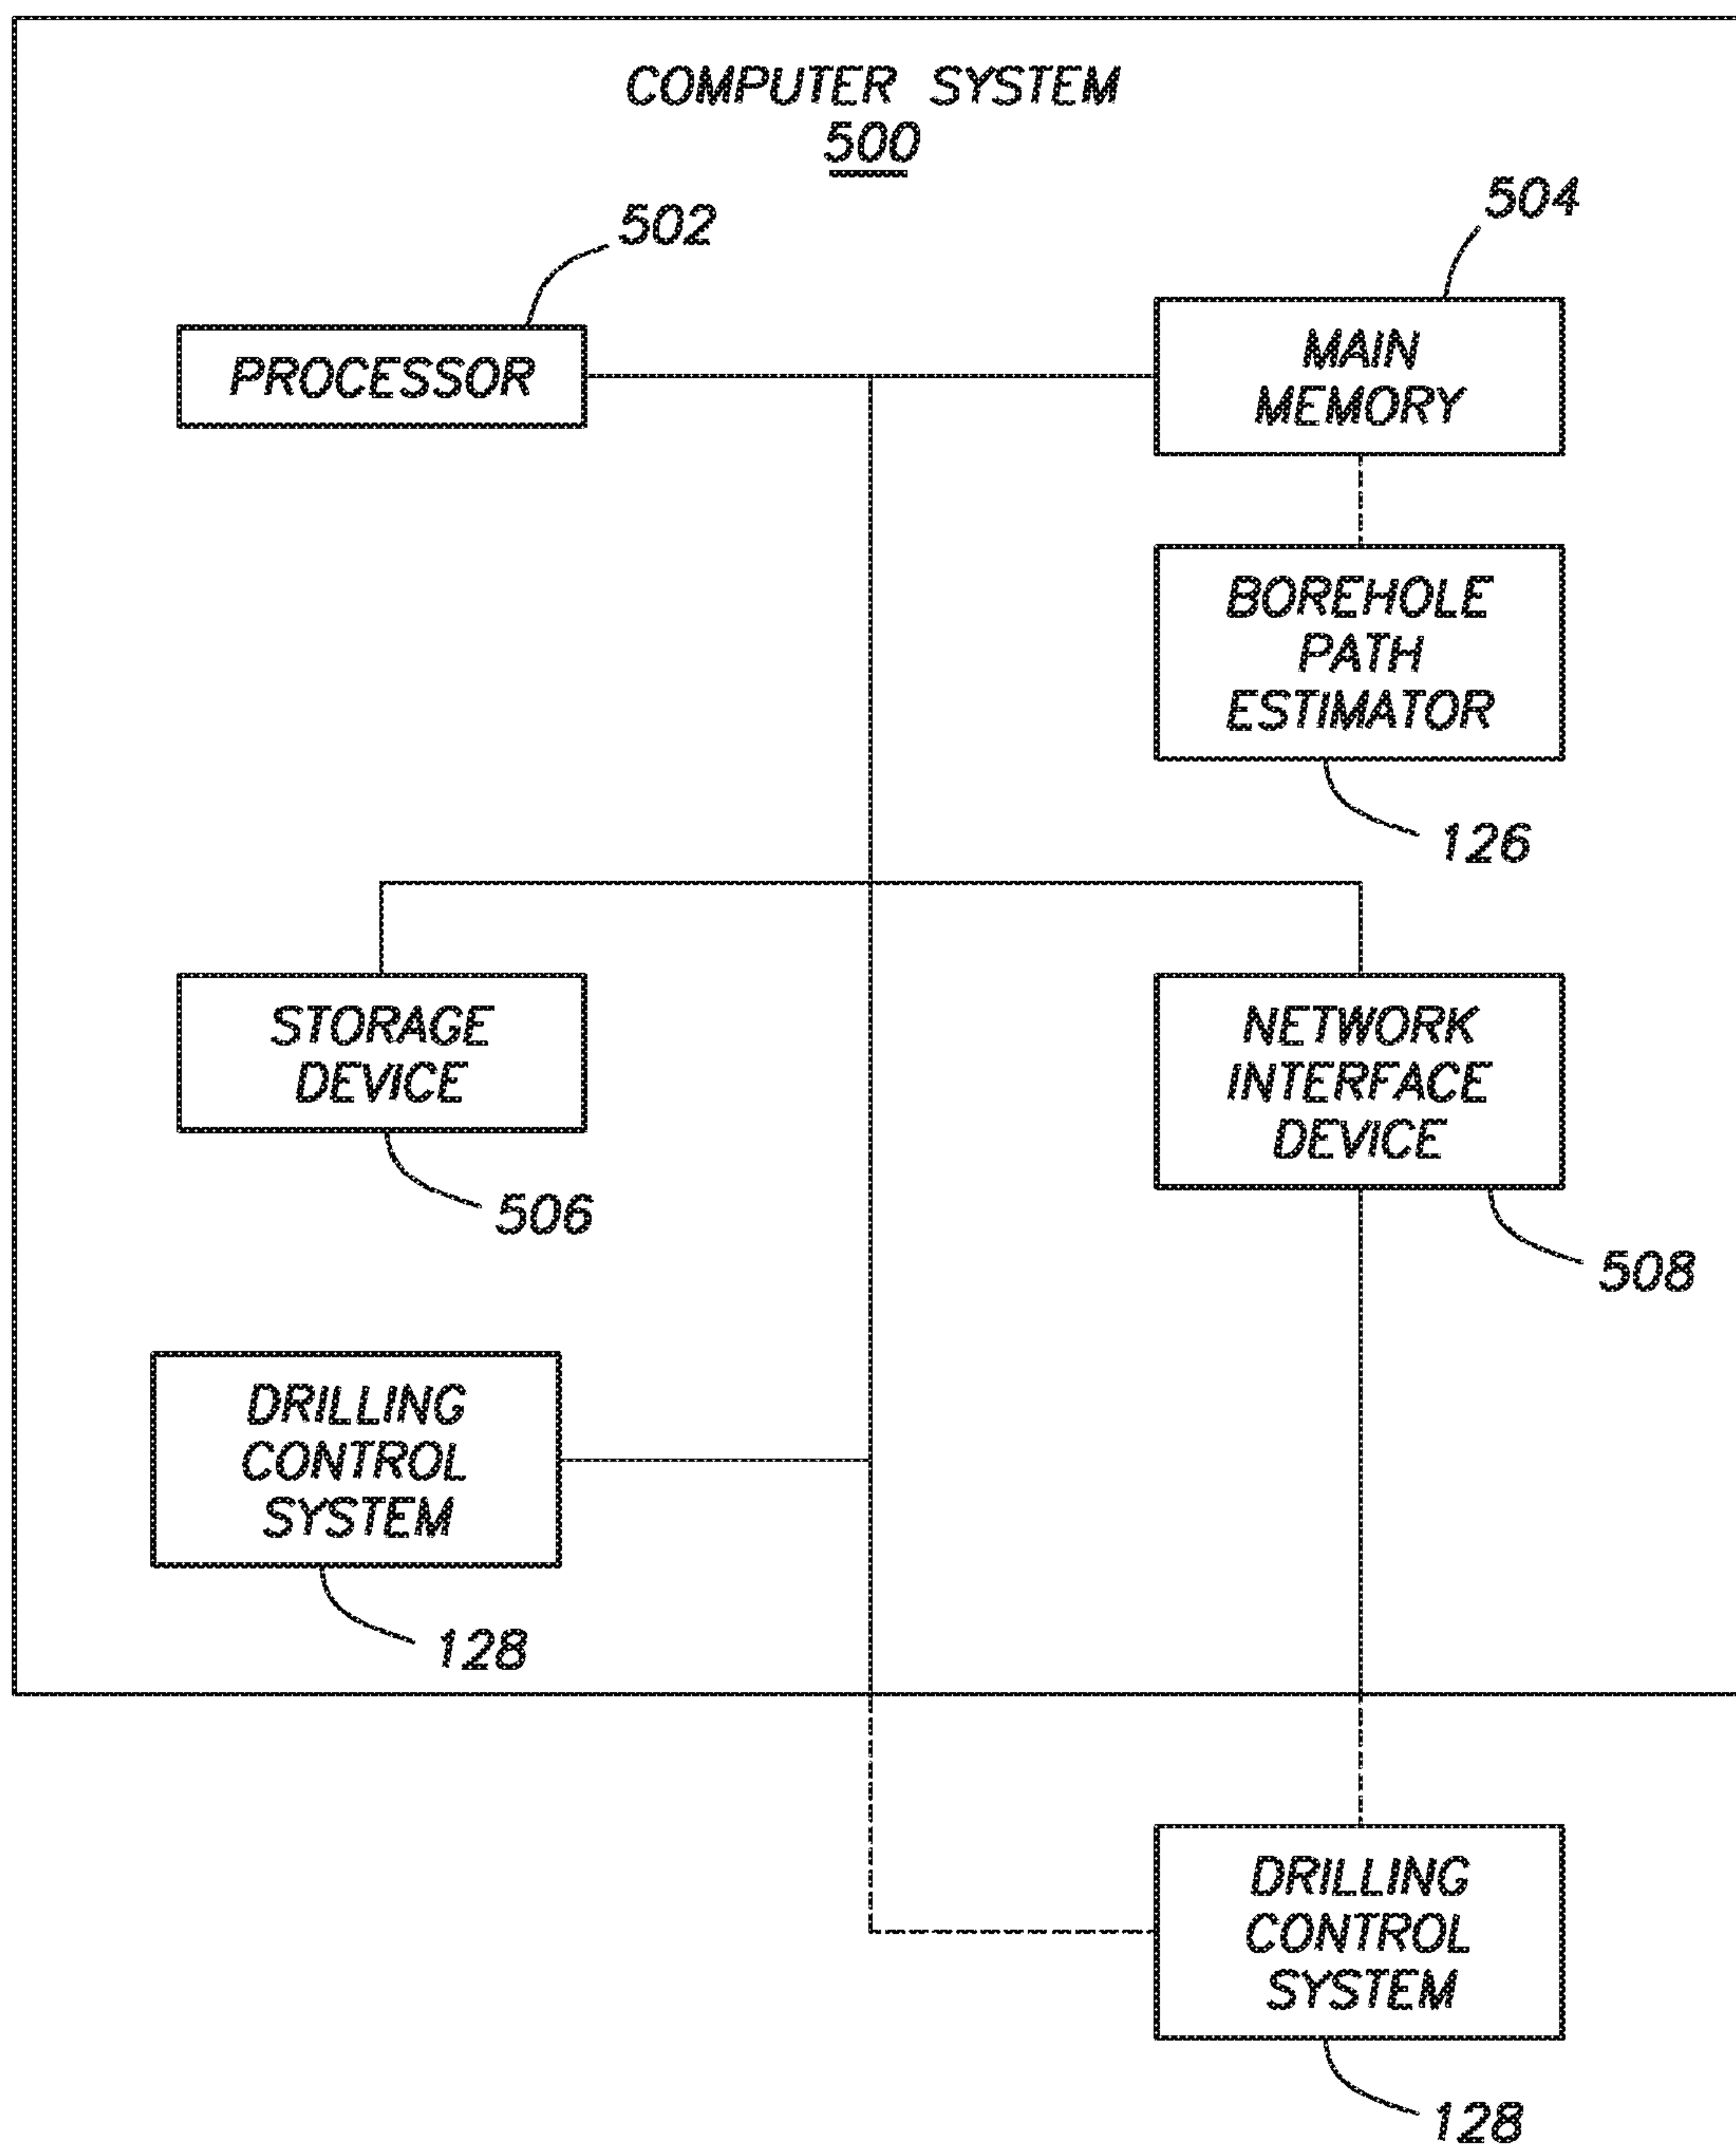 COMPUTER SYSTEM
500
502
504
PROCESSOR
MAIN
MEMORY
BOREHOLE
PATH
ESTIMATOR
126
STORAGE
DEVICE
506
NETWORK
INTERFACE
DEVICE
508
DRILLING
CONTROL
SYSTEM
128
DRILLING
CONTROL
SYSTEM
128